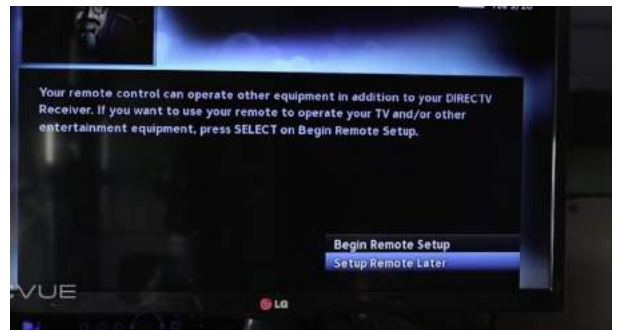 Your remote control can operate other equipment in addition to your DIRECTV
Receiver. If you want to use your remote to operate your TV and/or other
entertainment equipment, press SELECT on Begin Remote Setup.
Begin Remote Setup
Setup Remote Later
VUE
LG